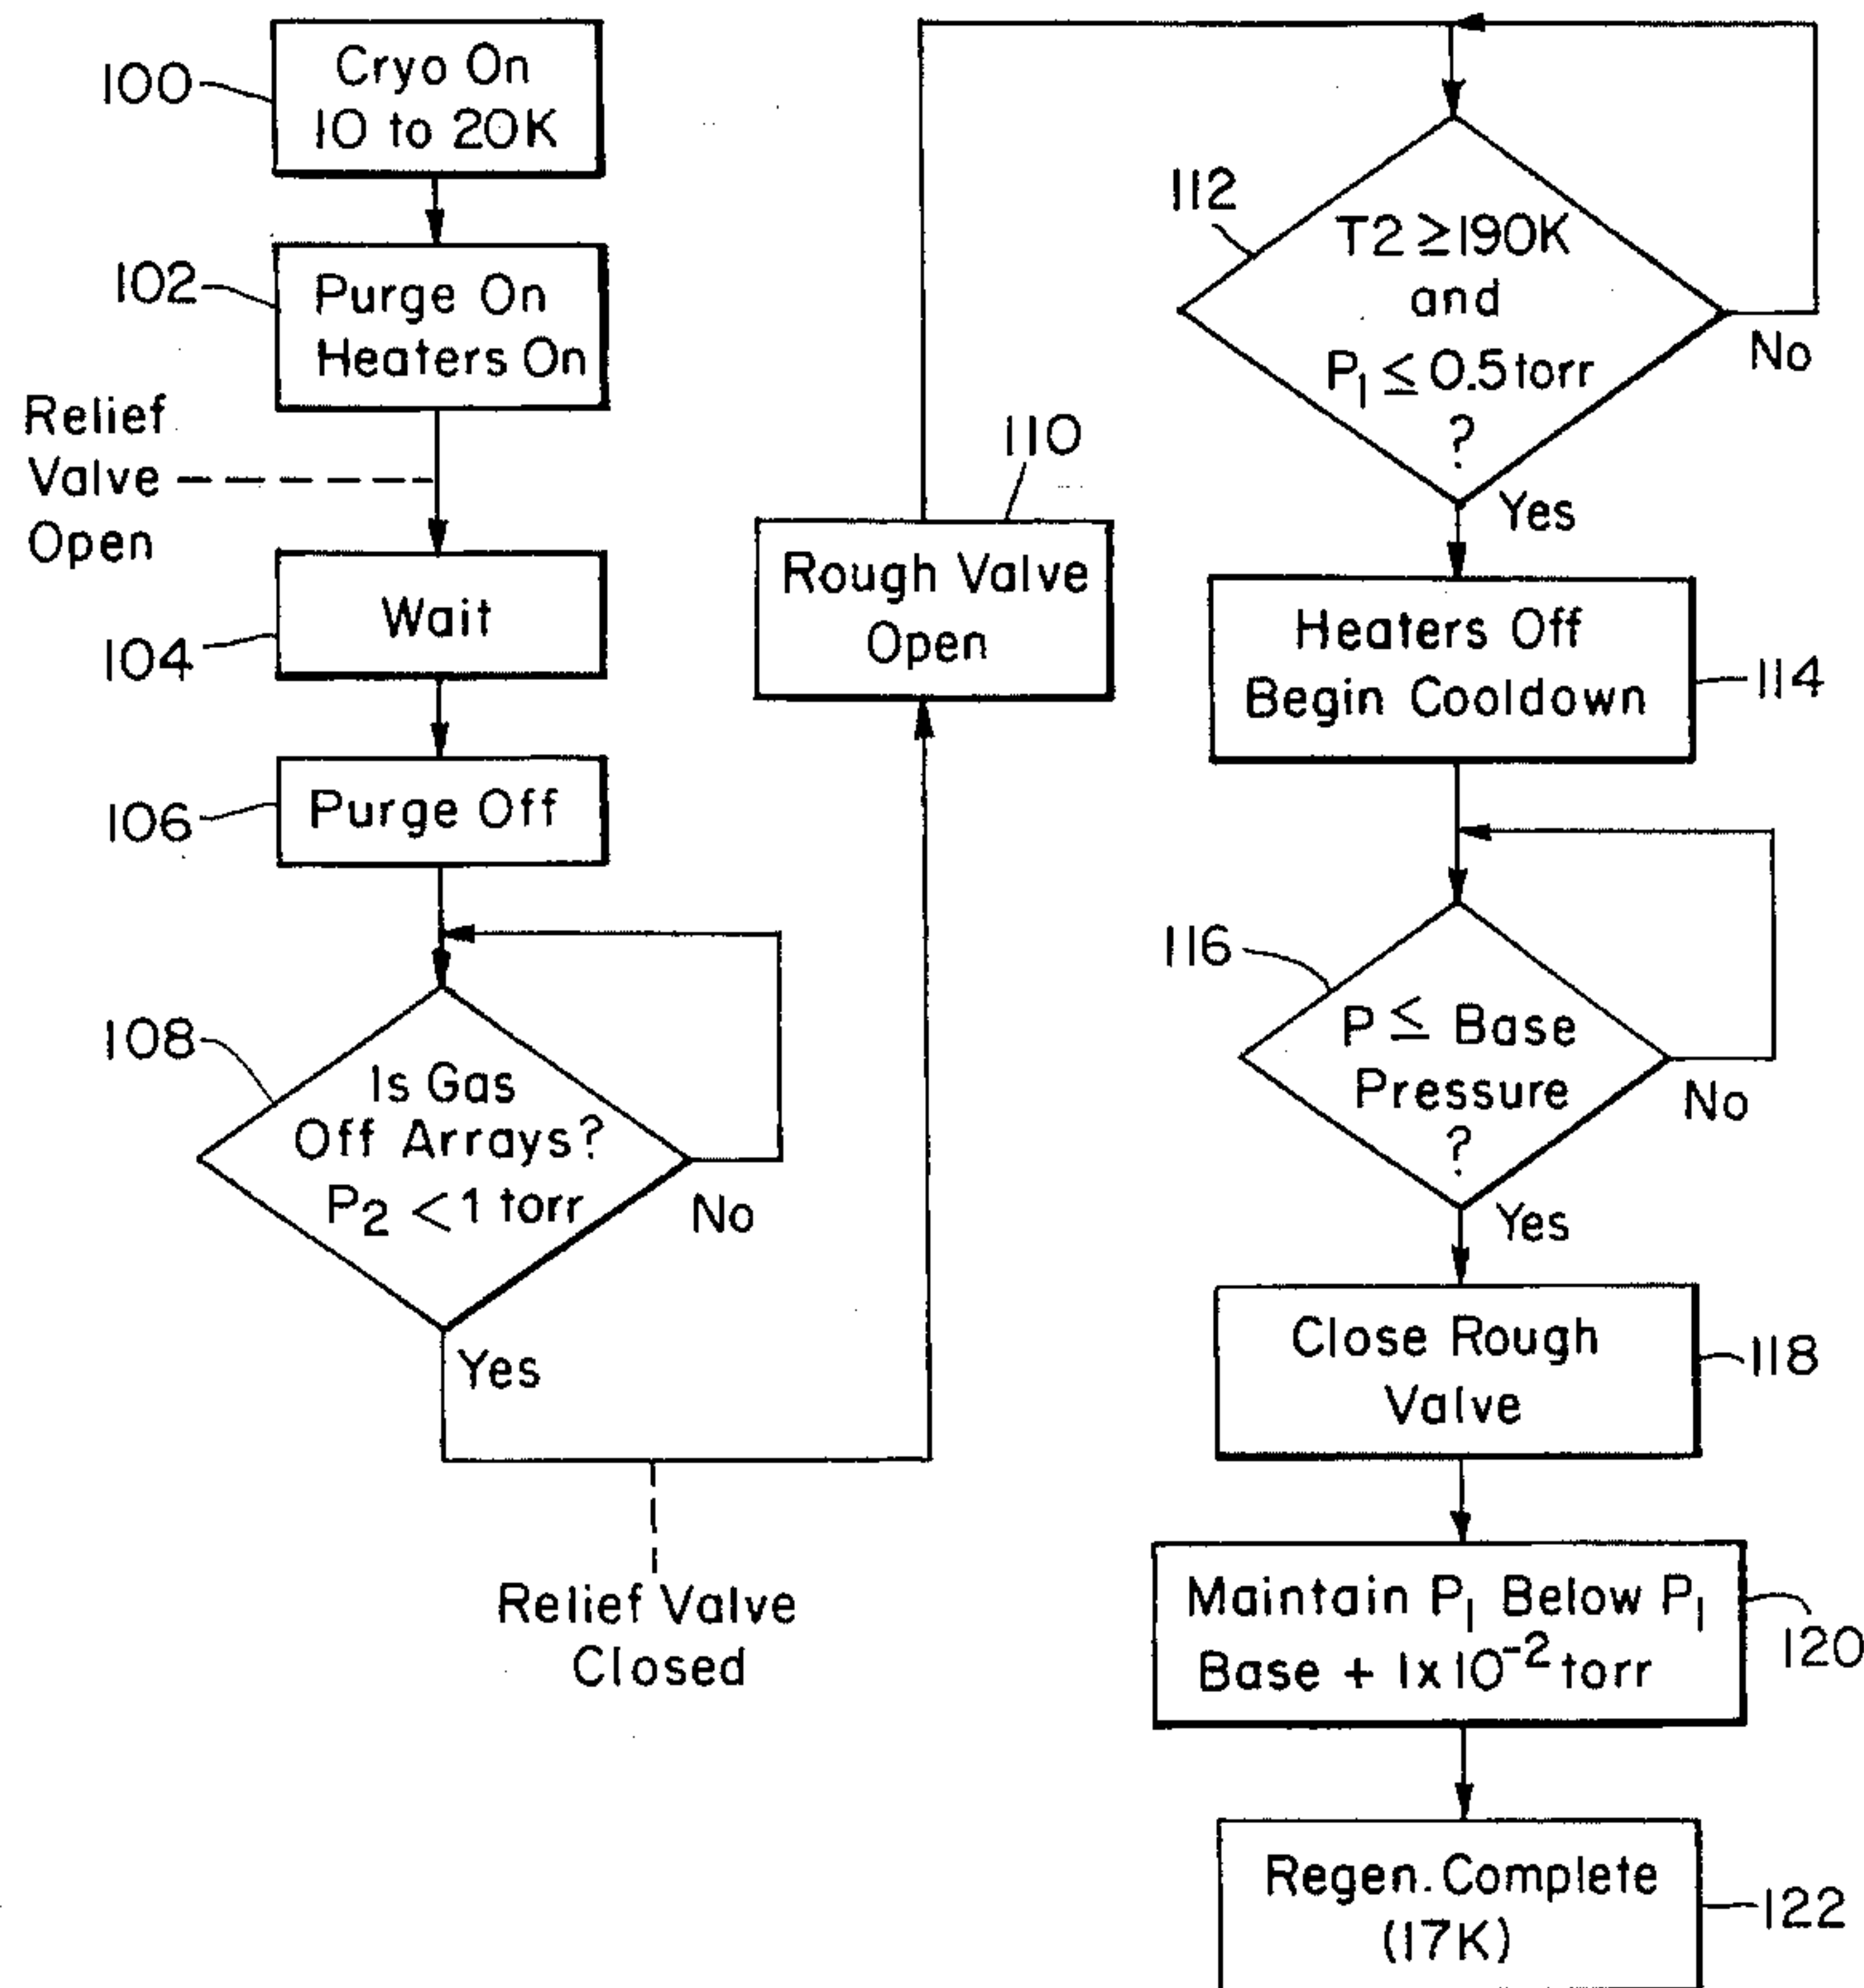 100
Cryo On
10 to 20K
102
Purge On
Heaters On
Relief
Valve
Open
104
Wait
106
Purge Off
108
Is Gas
Off Arrays?
P2 < 1 torr
No
Yes
Relief Valve
Closed
110
Rough Valve
Open
112
T2 ≥ 190K
and
P1 ≤ 0.5 torr
?
No
Yes
Heaters Off
Begin Cooldown
114
116
P ≤ Base
Pressure
?
No
Yes
Close Rough
Valve
118
Maintain P1 Below P1
Base + 1x10⁻² torr
120
Regen. Complete
(17K)
122